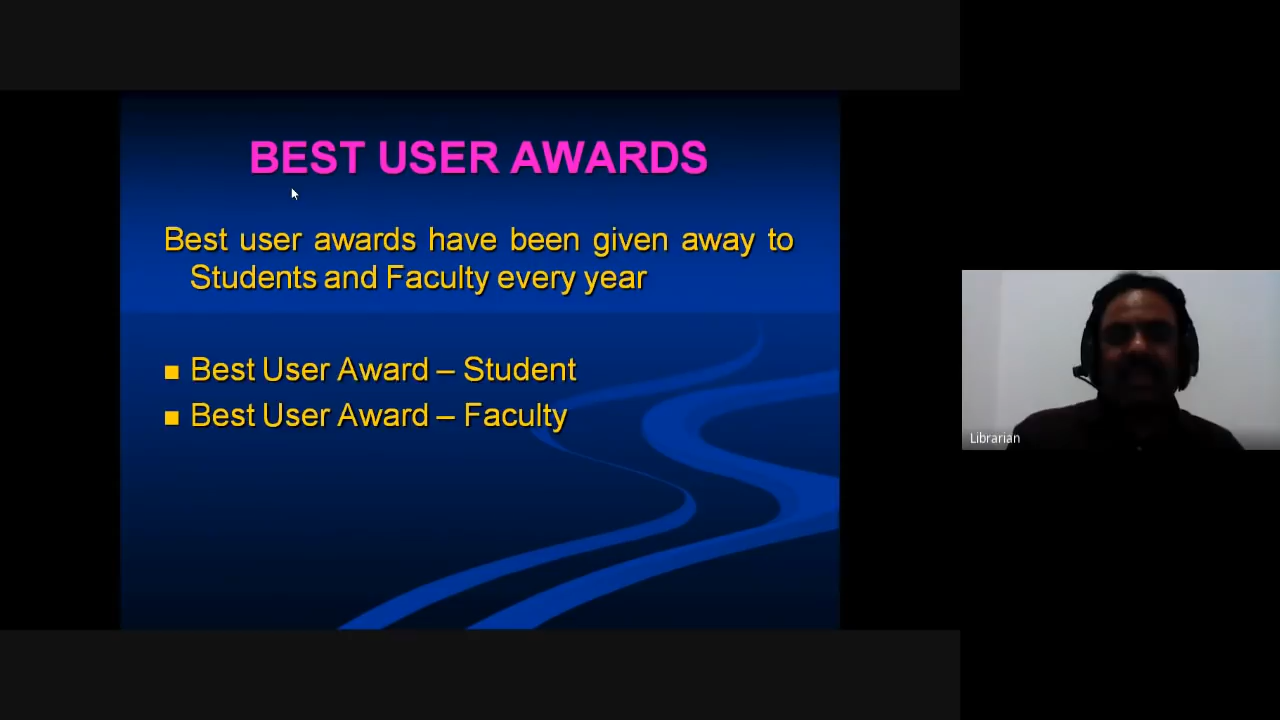 BEST USER AWARDS
Best user awards have been given away to
Students and Faculty every year
■ Best User Award – Student
■ Best User Award – Faculty
Librarian